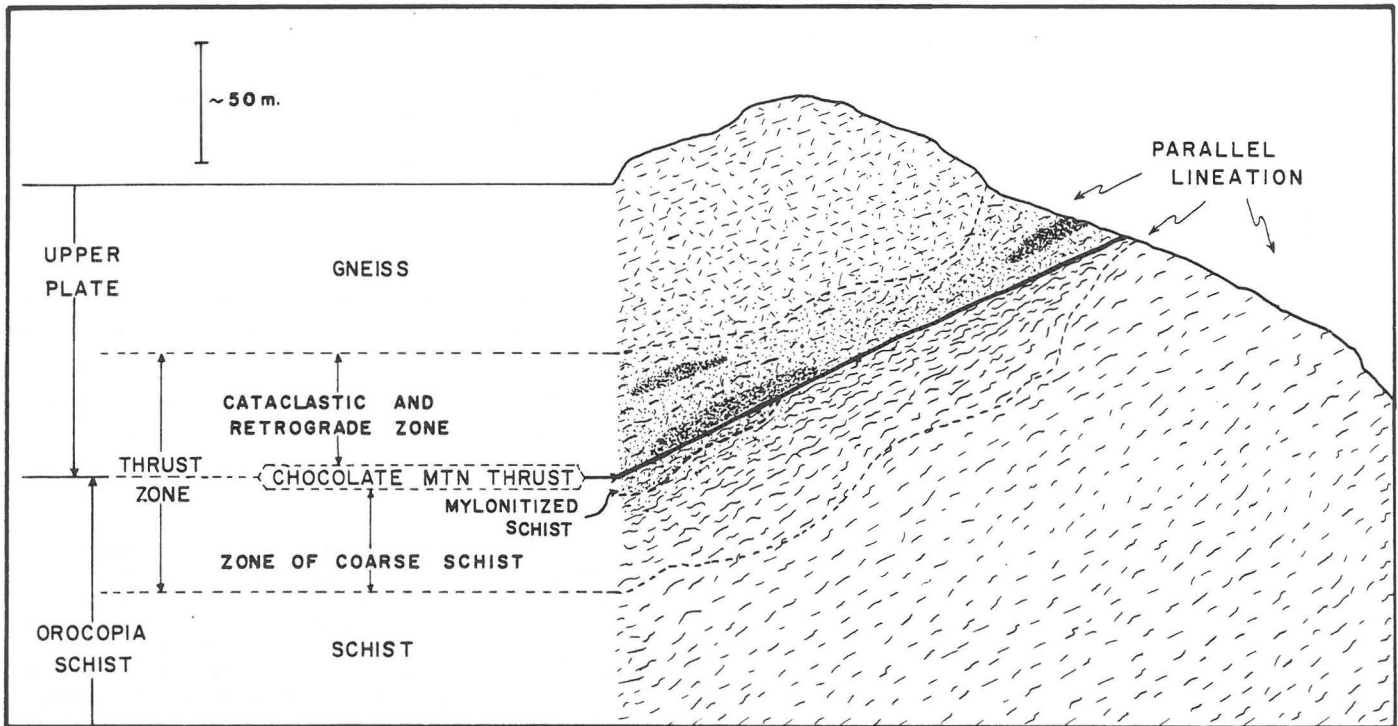 ~50 m.
PARALLEL
LINEATION
UPPER
PLATE
GNEISS
CATACLASTIC AND
RETROGRADE ZONE
THRUST
ZONE
CHOCOLATE MTN THRUST
MYLONITIZED
SCHIST
ZONE OF COARSE SCHIST
OROCOPIA
SCHIST
SCHIST